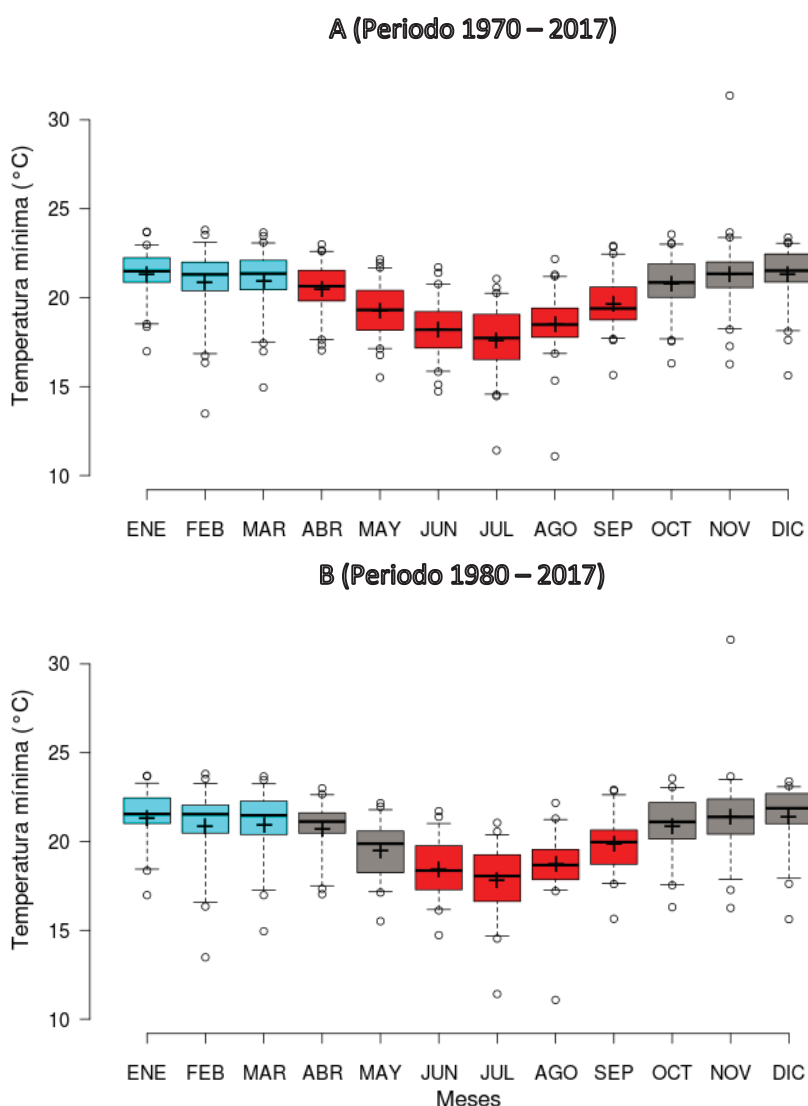 A (Periodo 1970 – 2017)
Temperatura mínima (°C)
30
25
20
15
10
ENE FEB MAR ABR MAY JUN JUL AGO SEP OCT NOV DIC
B (Periodo 1980 – 2017)
Temperatura mínima (°C)
30
25
20
15
10
ENE FEB MAR ABR MAY JUN JUL AGO SEP OCT NOV DIC
Meses